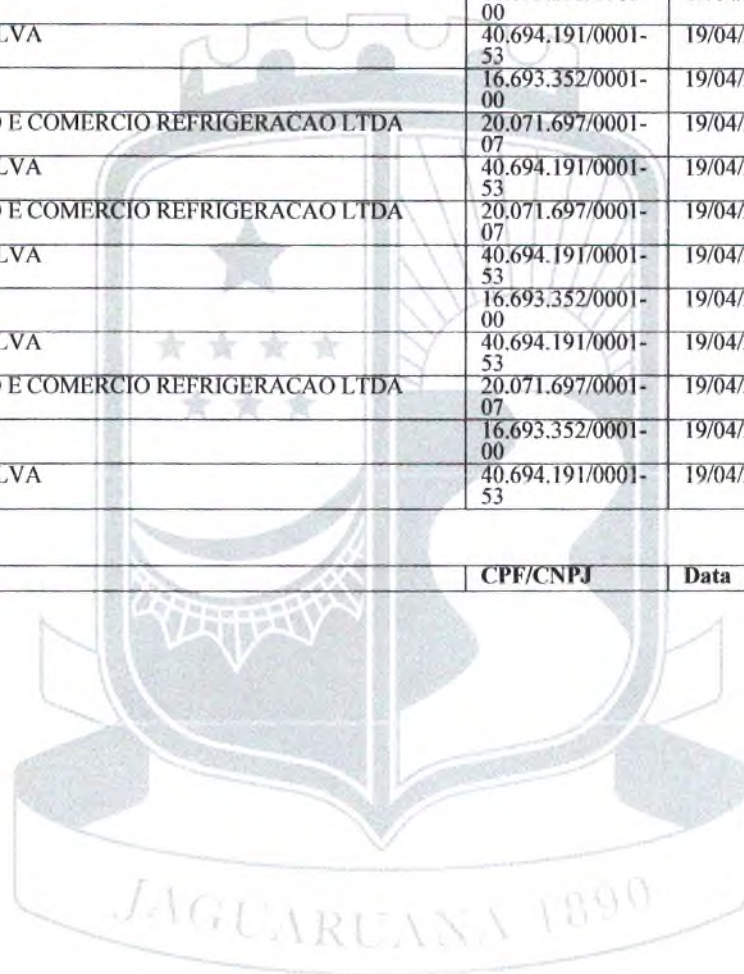 00
LVA 40.694.191/0001- 19/04/
53
16.693.352/0001- 19/04/
00
O E COMERCIO REFRIGERACAO LTDA 20.071.697/0001- 19/04/
07
LVA 40.694.191/0001- 19/04/
53
O E COMERCIO REFRIGERACAO LTDA 20.071.697/0001- 19/04/
07
LVA 40.694.191/0001- 19/04/
53
16.693.352/0001- 19/04/
00
LVA 40.694.191/0001- 19/04/
53
O E COMERCIO REFRIGERACAO LTDA 20.071.697/0001- 19/04/
07
16.693.352/0001- 19/04/
00
LVA 40.694.191/0001- 19/04/
53
CPF/CNPJ Data
JAGUARUANA 1890